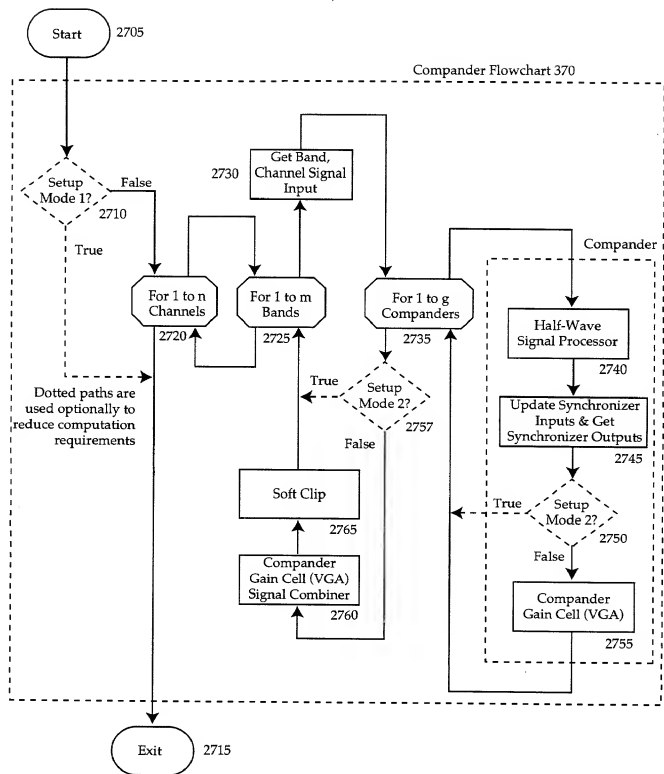 Start
2705
Compander Flowchart 370
Setup
Mode 1?
2710
False
True
2730
Get Band,
Channel Signal
Input
Compander
For 1 to n
Channels
2720
For 1 to m
Bands
2725
For 1 to g
Companders
2735
Half-Wave
Signal Processor
2740
Dotted paths are
used optionally to
reduce computation
requirements
True
Setup
Mode 2?
2757
False
Update Synchronizer
Inputs & Get
Synchronizer Outputs
2745
Soft Clip
2765
True
Setup
Mode 2?
2750
False
Compander
Gain Cell (VGA)
Signal Combiner
2760
Compander
Gain Cell (VGA)
2755
Exit
2715